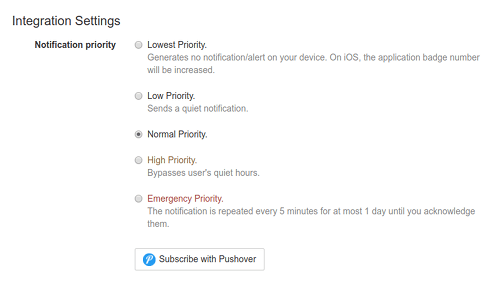 Integration Settings
Notification priority
Lowest Priority.
Generates no notification/alert on your device. On iOS, the application badge number
will be increased.
Low Priority.
Sends a quiet notification.
Normal Priority.
High Priority.
Bypasses user's quiet hours.
Emergency Priority.
The notification is repeated every 5 minutes for at most 1 day until you acknowledge
them.
Subscribe with Pushover